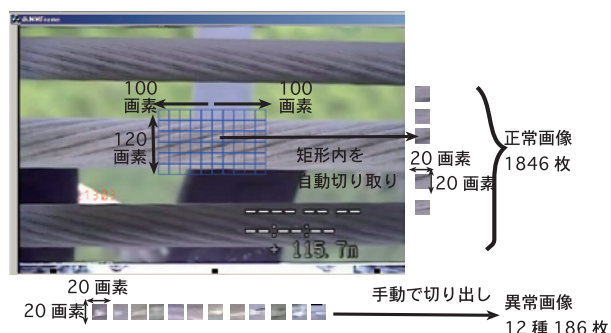 100
画素
100
画素
120
画素
矩形内を
自動切り取り
正常画像
1846 枚
20 画素
20 画素
115.7m
20 画素
20 画素
手動で切り出し
異常画像
12 種 186 枚